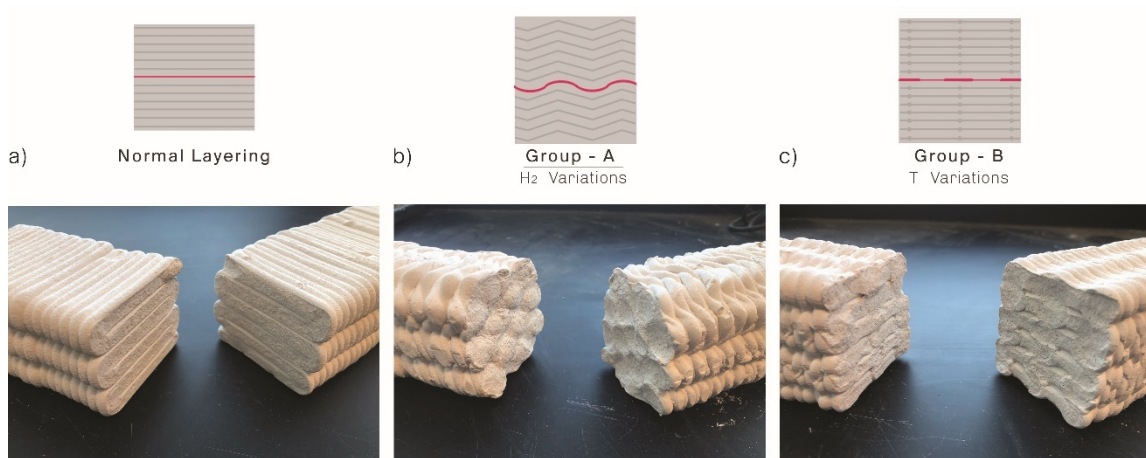 a)
Normal Layering
b)
Group - A
H2 Variations
c)
Group - B
T Variations